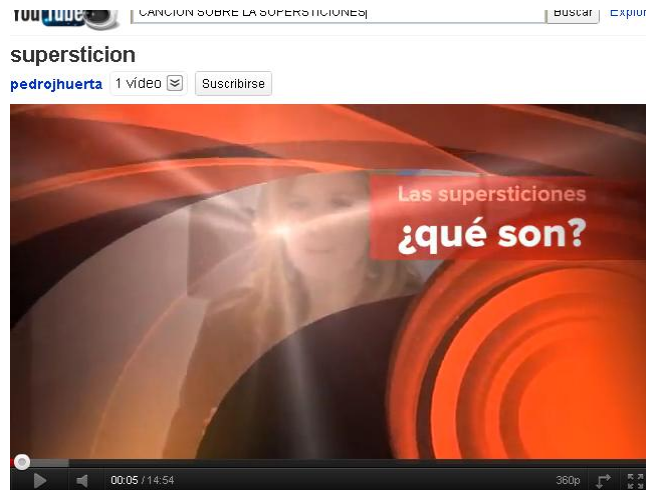 YouTube CANCION SOBRE LA SUPERSTICIONES Buscar Explor
supersticion
pedrojhuerta 1 vídeo Suscribirse
Las supersticiones
¿qué son?
00:05 / 14:54 360p